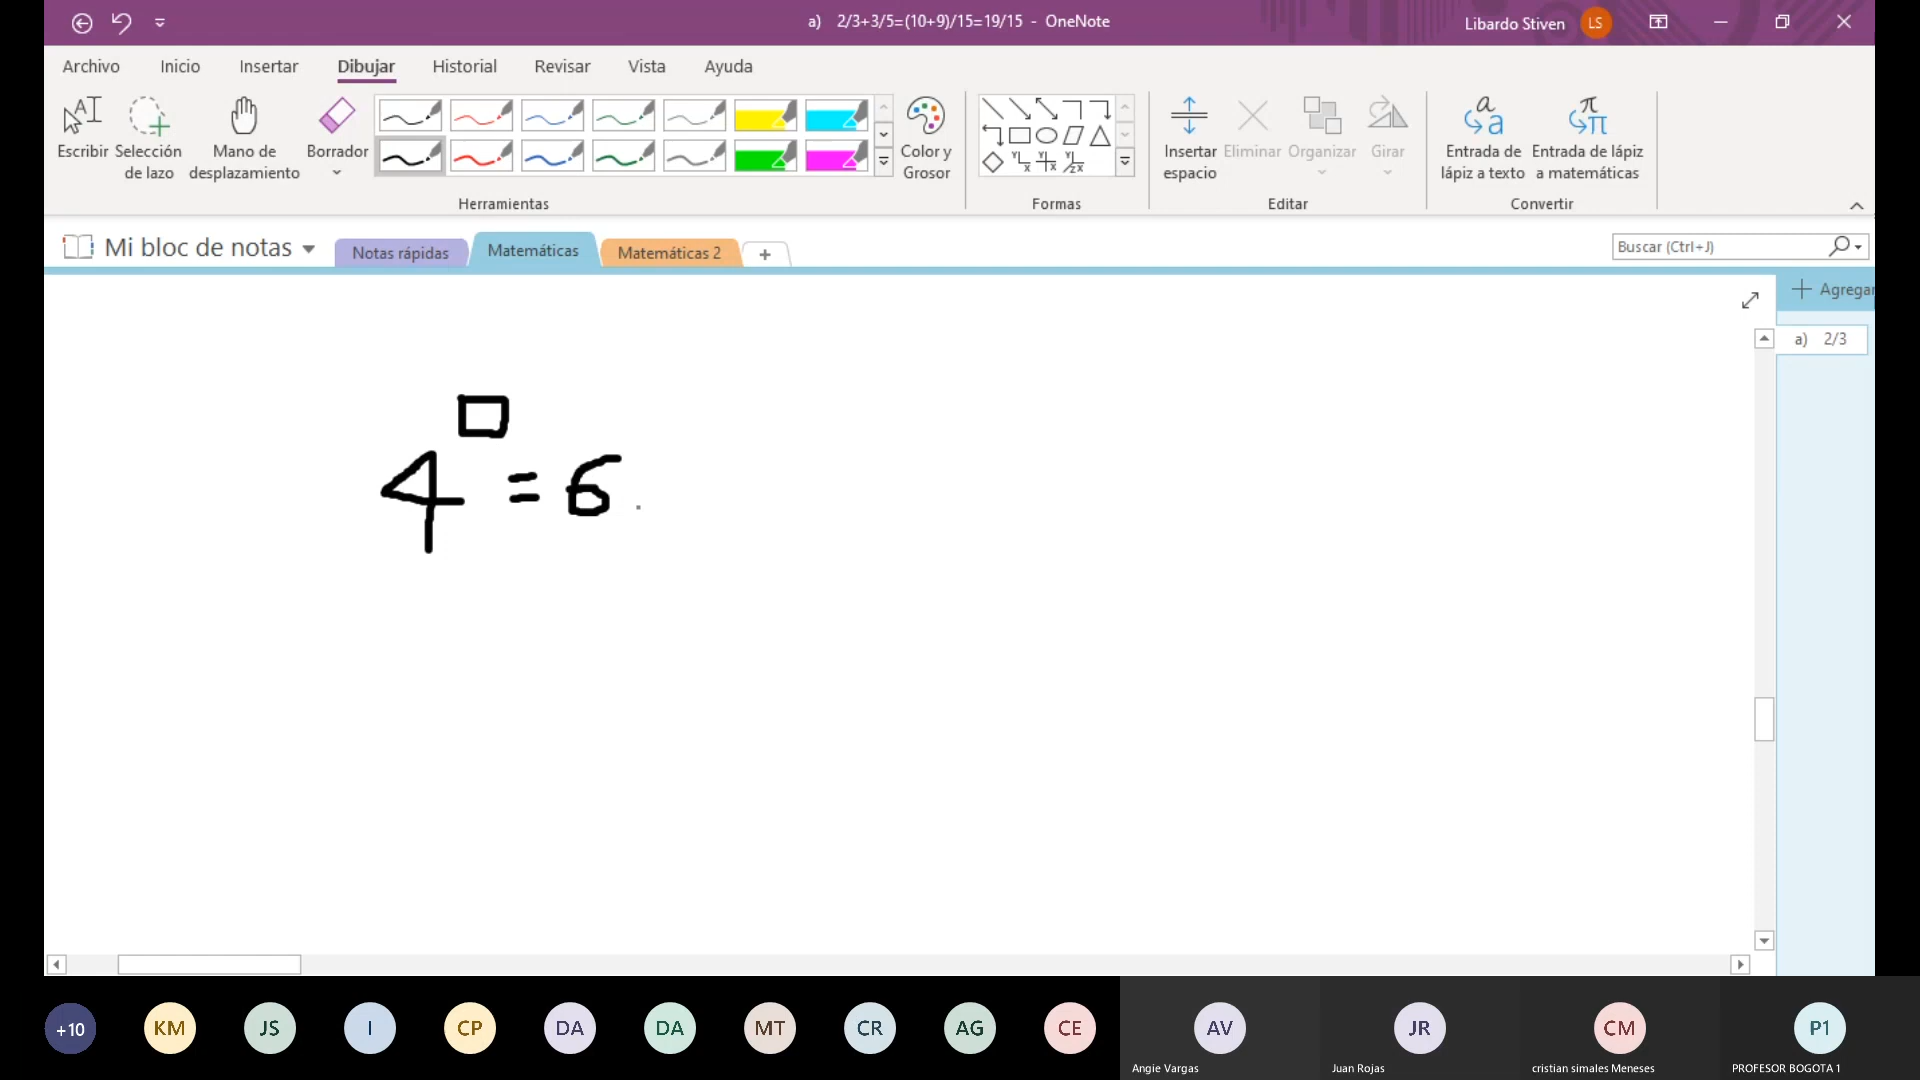 a) 2/3+3/5=(10+9)/15=19/15 - OneNote
Libardo Stiven LS
Archivo Inicio Insertar Dibujar Historial Revisar Vista Ayuda
Escribir
Selección de lazo
Mano de desplazamiento
Borrador
Color y Grosor
Insertar espacio
Eliminar
Organizar
Girar
Entrada de lápiz a texto
Entrada de lápiz a matemáticas
Herramientas Formas Editar Convertir
Mi bloc de notas Notas rápidas Matemáticas Matemáticas 2 +
Buscar (Ctrl+J)
Agregar
a) 2/3
4^□ = 6
+10 KM JS I CP DA DA MT CR AG CE AV JR CM P1
Angie Vargas Juan Rojas cristian simales Meneses PROFESOR BOGOTA 1